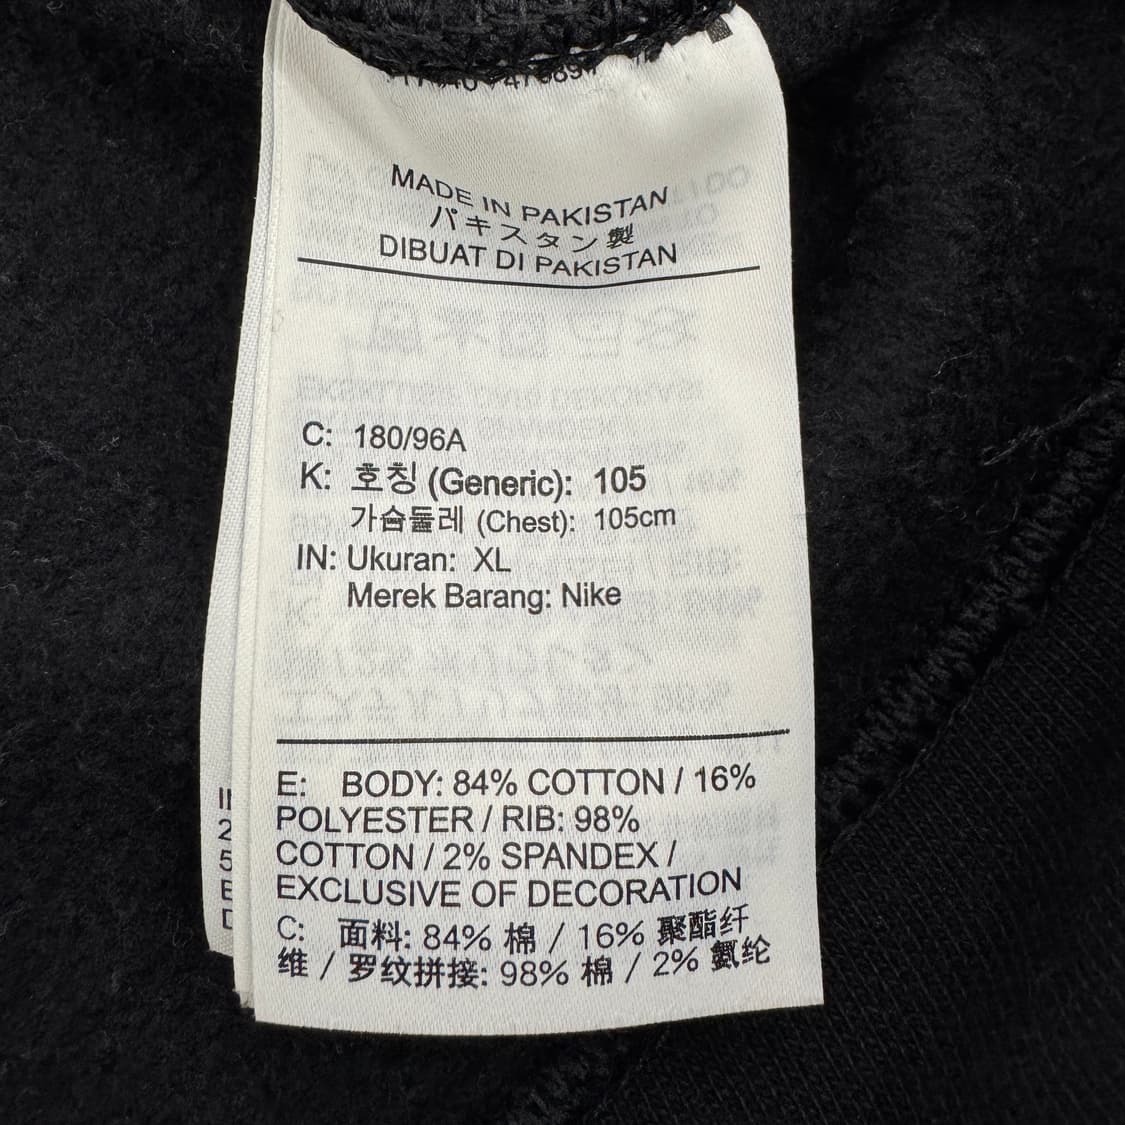 MADE IN PAKISTAN
パキスタン製
DIBUAT DI PAKISTAN
C: 180/96A
K: 호칭 (Generic): 105
가슴둘레 (Chest): 105cm
IN: Ukuran: XL
Merek Barang: Nike
E: BODY: 84% COTTON / 16%
POLYESTER / RIB: 98%
COTTON / 2% SPANDEX /
EXCLUSIVE OF DECORATION
C: 面料: 84% 棉 / 16% 聚酯纤
维 / 罗纹拼接: 98% 棉 / 2% 氨纶